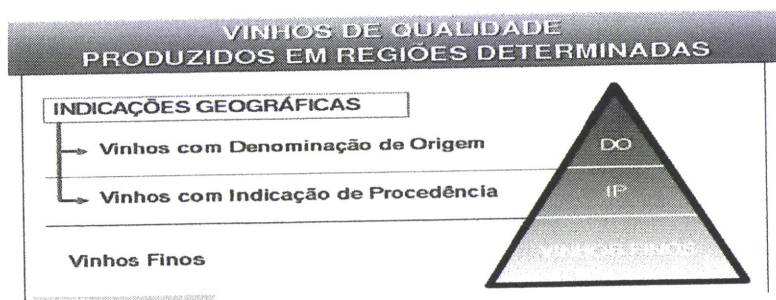 VINHOS DE QUALIDADE
PRODUZIDOS EM REGIÕES DETERMINADAS
INDICAÇÕES GEOGRÁFICAS
Vinhos com Denominação de Origem
DO
Vinhos com Indicação de Procedência
IP
Vinhos Finos
VINHOS FINOS